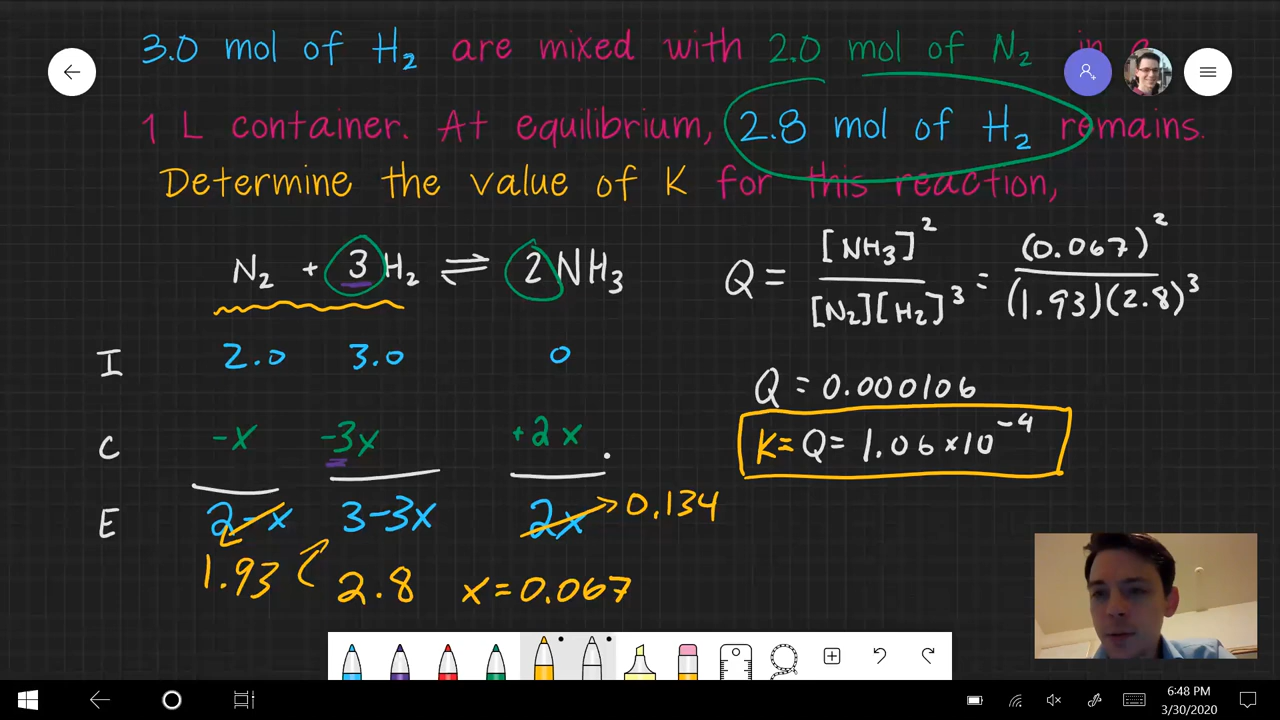 3.0 mol of H₂ are mixed with 2.0 mol of N₂ in a
1 L container. At equilibrium, 2.8 mol of H₂ remains.
Determine the value of K for this reaction,
N₂ + 3H₂ ⇌ 2NH₃
I 2.0 3.0 0
C -x -3x +2x
E 2-x 3-3x 2x → 0.134
1.93 2.8 x = 0.067
Q = [NH3]² / [N₂][H₂]³ = (0.067)² / (1.93)(2.8)³
Q = 0.000106
K = Q = 1.06×10⁻⁴
6:48 PM
3/30/2020